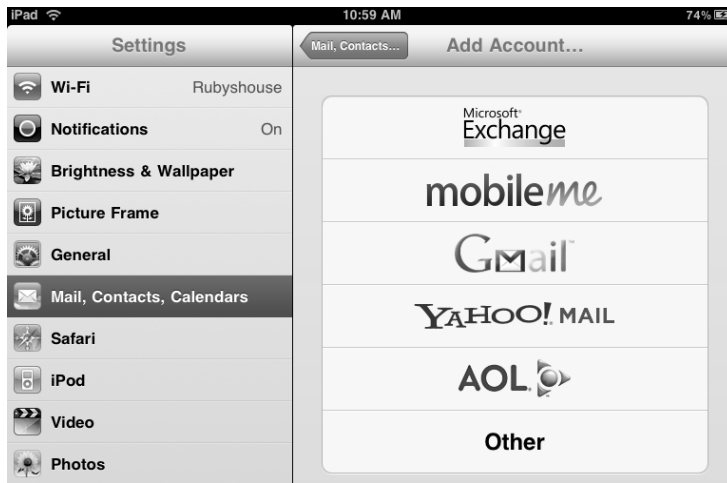 iPad 10:59 AM 74%
Settings
Mail, Contacts... Add Account...
Wi-Fi Rubyshouse
Notifications On
Brightness & Wallpaper
Picture Frame
General
Mail, Contacts, Calendars
Safari
iPod
Video
Photos
Microsoft
Exchange
mobileme
Gmail
YAHOO! MAIL
AOL
Other